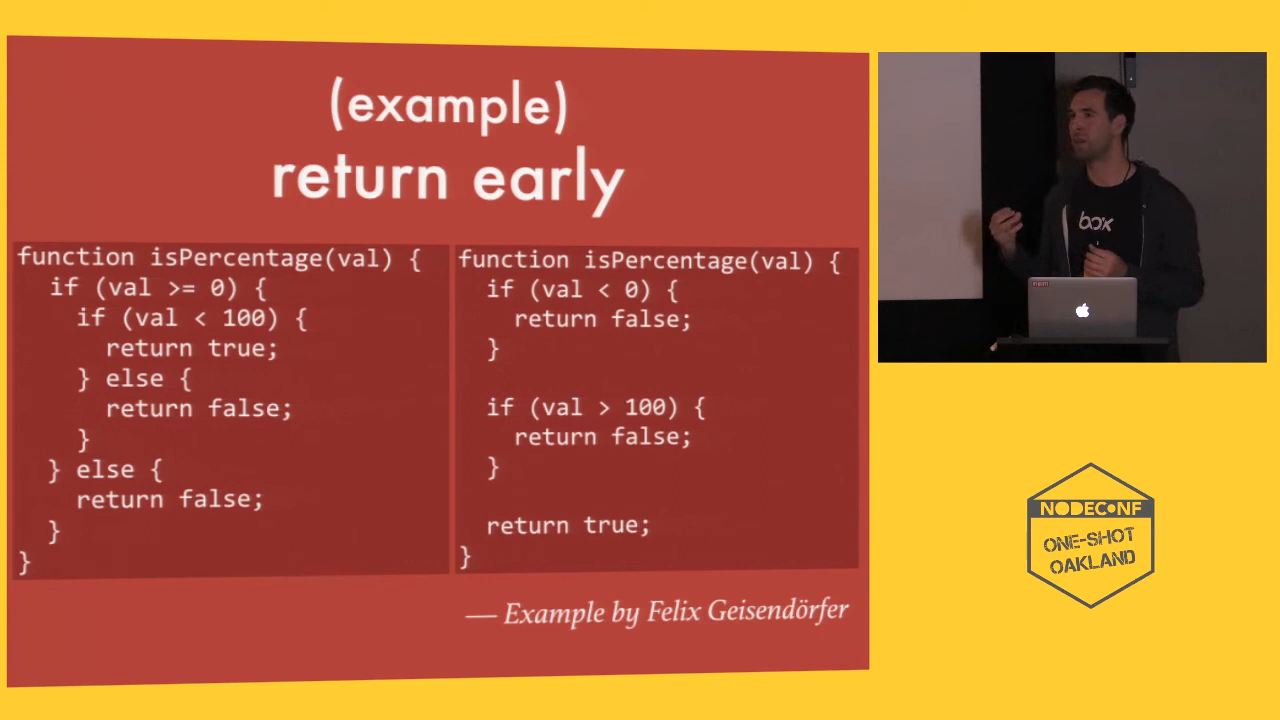 (example)
return early
function isPercentage(val) {
  if (val >= 0) {
    if (val < 100) {
      return true;
    } else {
      return false;
    }
  } else {
    return false;
  }
}
function isPercentage(val) {
  if (val < 0) {
    return false;
  }

  if (val > 100) {
    return false;
  }

  return true;
}
— Example by Felix Geisendörfer
box
NODECONF
ONE-SHOT
OAKLAND